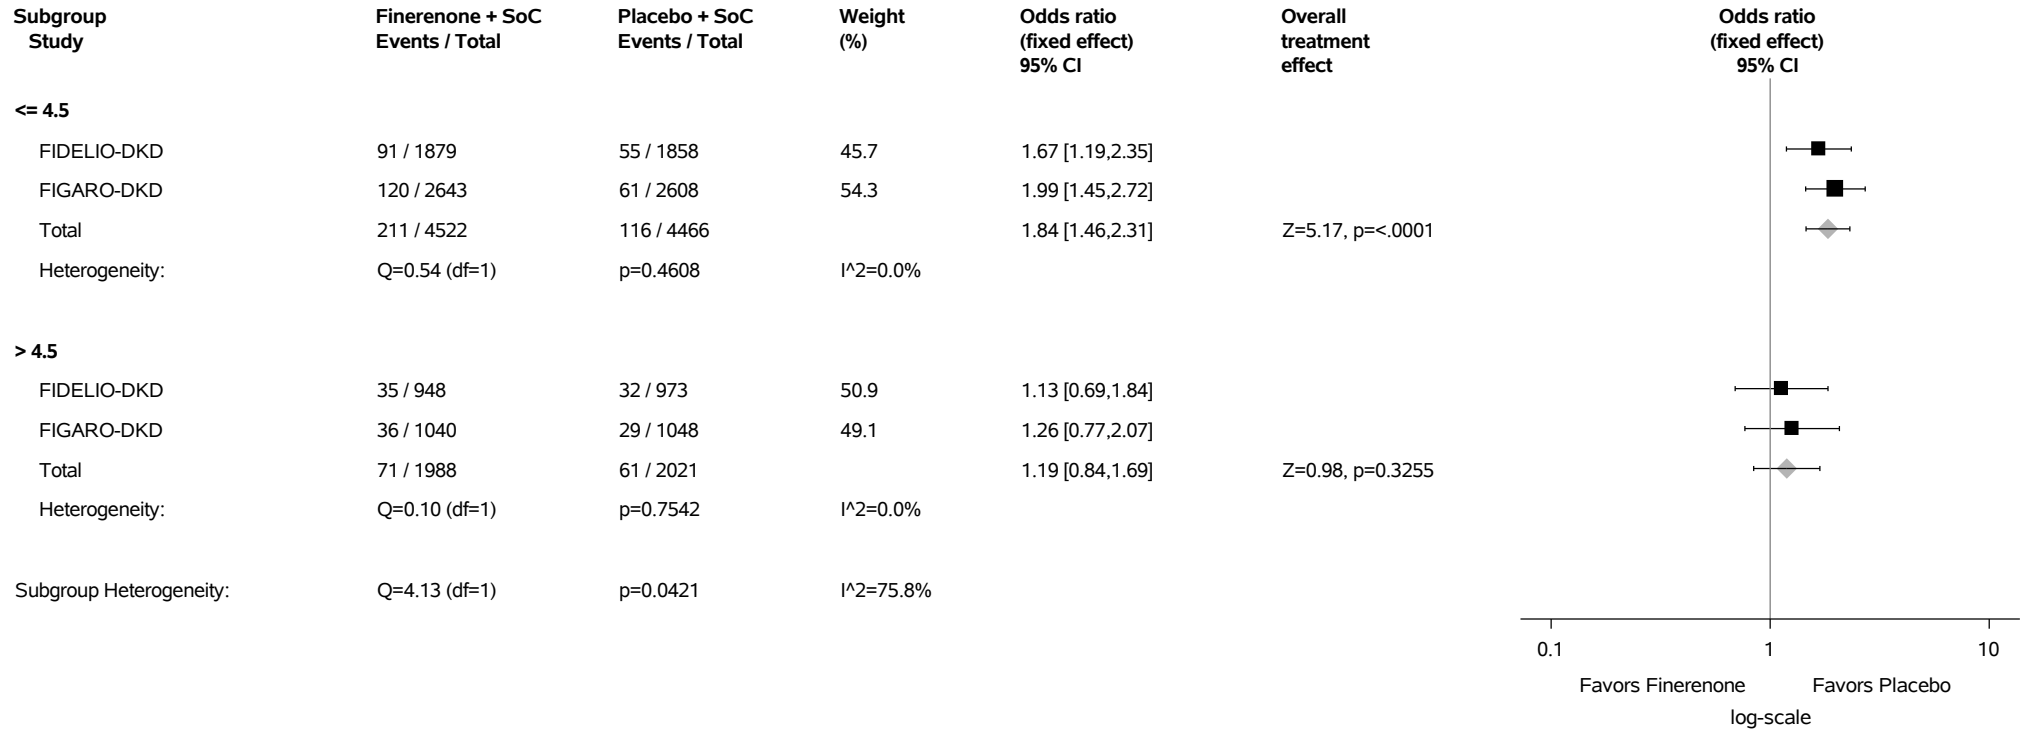 Subgroup Finerenone + SoC Placebo + SoC Weight Odds ratio Overall Odds ratio
Study Events / Total Events / Total (%) (fixed effect) treatment (fixed effect)
95% CI effect 95% CI
<= 4.5
FIDELIO-DKD 91 / 1879 55 / 1858 45.7 1.67 [1.19,2.35]
FIGARO-DKD 120 / 2643 61 / 2608 54.3 1.99 [1.45,2.72]
Total 211 / 4522 116 / 4466 1.84 [1.46,2.31] Z=5.17, p=<.0001
Heterogeneity: Q=0.54 (df=1) p=0.4608 I^2=0.0%
> 4.5
FIDELIO-DKD 35 / 948 32 / 973 50.9 1.13 [0.69,1.84]
FIGARO-DKD 36 / 1040 29 / 1048 49.1 1.26 [0.77,2.07]
Total 71 / 1988 61 / 2021 1.19 [0.84,1.69] Z=0.98, p=0.3255
Heterogeneity: Q=0.10 (df=1) p=0.7542 I^2=0.0%
Subgroup Heterogeneity: Q=4.13 (df=1) p=0.0421 I^2=75.8%
0.1 1 10
Favors Finerenone Favors Placebo
log-scale